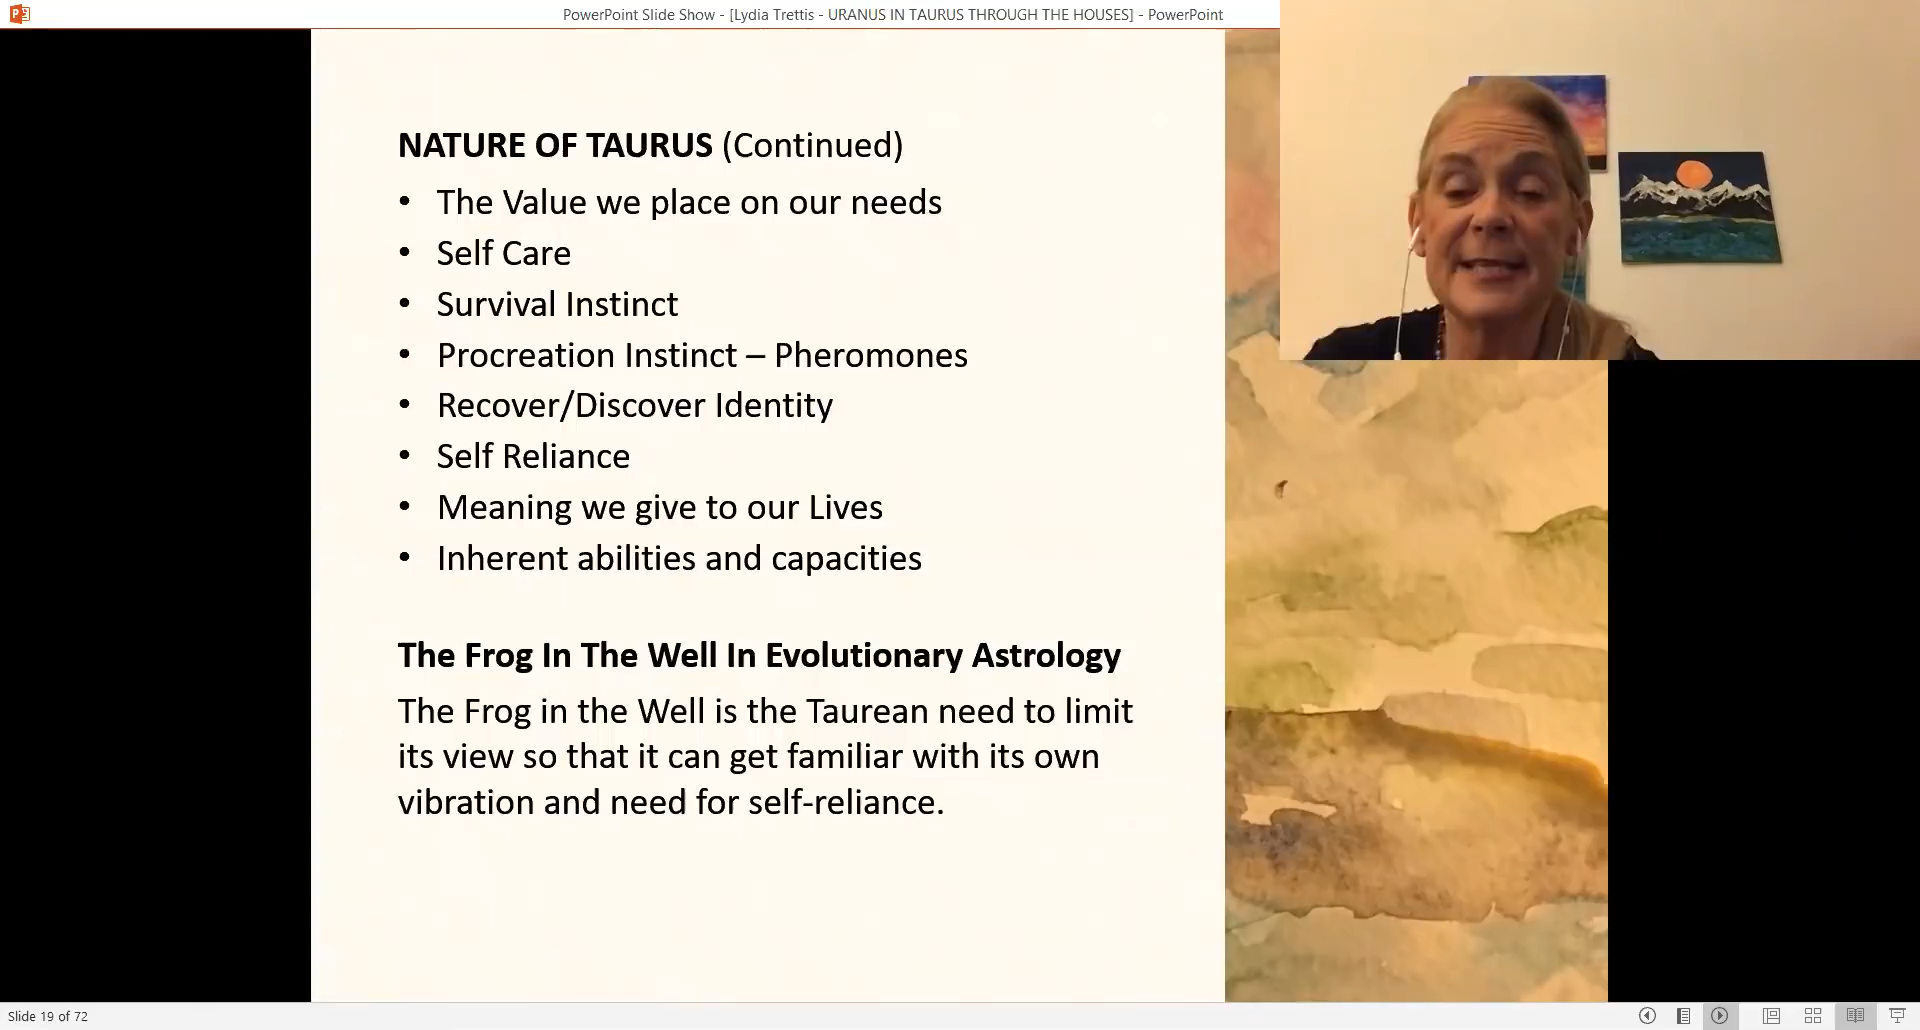 PowerPoint Slide Show - [Lydia Trettis - URANUS IN TAURUS THROUGH THE HOUSES] - PowerPoint
NATURE OF TAURUS (Continued)
• The Value we place on our needs
• Self Care
• Survival Instinct
• Procreation Instinct – Pheromones
• Recover/Discover Identity
• Self Reliance
• Meaning we give to our Lives
• Inherent abilities and capacities
The Frog In The Well In Evolutionary Astrology
The Frog in the Well is the Taurean need to limit
its view so that it can get familiar with its own
vibration and need for self-reliance.
Slide 19 of 72